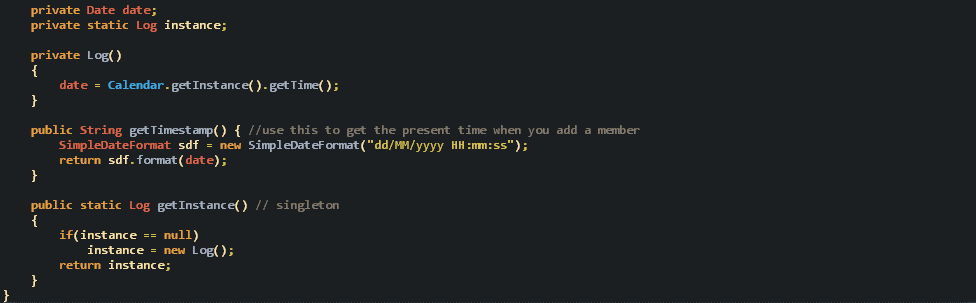 private Date date;
private static Log instance;
private Log()
{
date = Calendar.getInstance().getTime();
}
public String getTimestamp() { //use this to get the present time when you add a member
SimpleDateFormat sdf = new SimpleDateFormat("dd/MM/yyyy HH:mm:ss");
return sdf.format(date);
}
public static Log getInstance() // singleton
{
if(instance == null)
instance = new Log();
return instance;
}
}